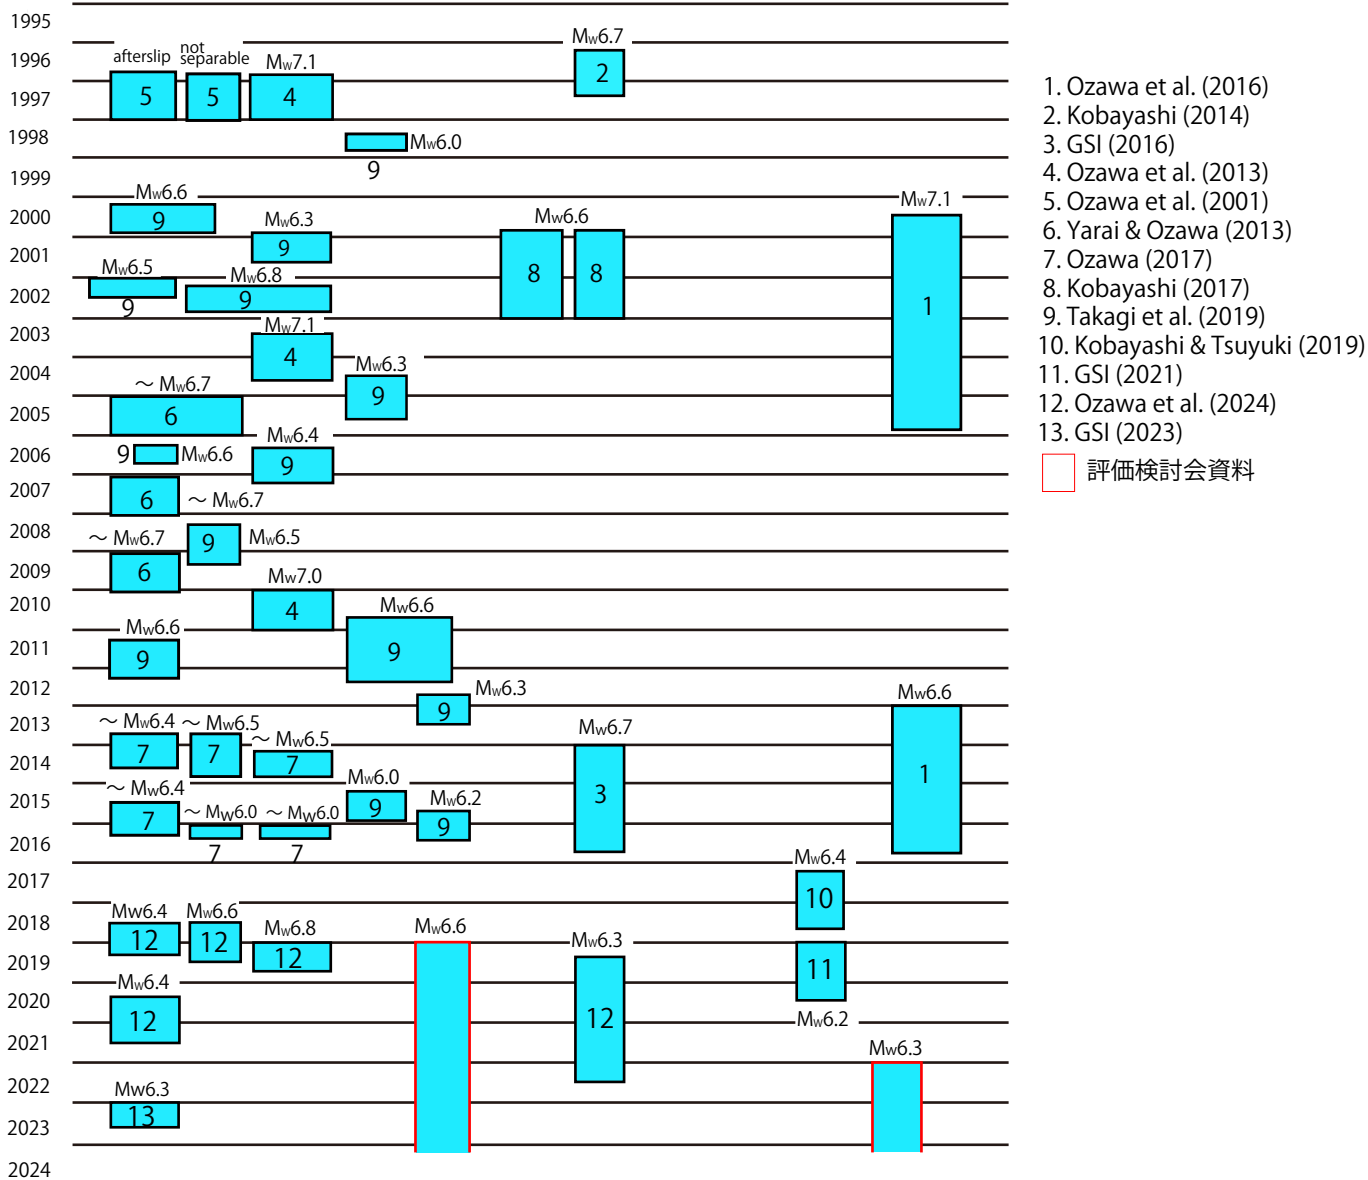 1995
1996
1997
1998
1999
2000
2001
2002
2003
2004
2005
2006
2007
2008
2009
2010
2011
2012
2013
2014
2015
2016
2017
2018
2019
2020
2021
2022
2023
2024
afterslip
not
separable
Mw7.1
Mw6.7
5
5
4
2
Mw6.0
9
Mw6.6
9
Mw6.3
9
Mw6.6
8
8
Mw7.1
1
Mw6.5
9
Mw6.8
9
Mw7.1
4
Mw6.3
9
~ Mw6.7
6
Mw6.4
9
9
Mw6.6
6
~ Mw6.7
9
Mw6.5
~ Mw6.7
6
Mw7.0
4
Mw6.6
9
Mw6.6
9
Mw6.3
9
Mw6.6
1
~ Mw6.4
7
~ Mw6.5
7
~ Mw6.5
7
Mw6.7
3
~ Mw6.4
7
~ Mw6.0
7
~ Mw6.0
7
Mw6.0
9
Mw6.2
9
Mw6.4
10
Mw6.4
12
Mw6.6
12
Mw6.8
12
Mw6.6
Mw6.3
12
11
Mw6.2
Mw6.4
12
Mw6.3
Mw6.3
13
1. Ozawa et al. (2016)
2. Kobayashi (2014)
3. GSI (2016)
4. Ozawa et al. (2013)
5. Ozawa et al. (2001)
6. Yarai & Ozawa (2013)
7. Ozawa (2017)
8. Kobayashi (2017)
9. Takagi et al. (2019)
10. Kobayashi & Tsuyuki (2019)
11. GSI (2021)
12. Ozawa et al. (2024)
13. GSI (2023)
評価検討会資料